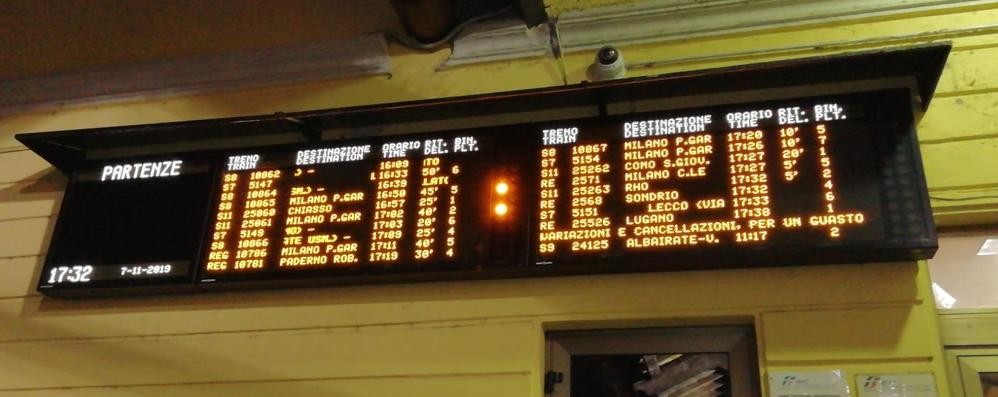 PARTENZE
17:32 7-11-2019
TRENO DESTINAZIONE ORARIO RIT. BIN.
TRAIN DESTINATION TIME DEL. PLT.
S8 10862 16:09
S7 5147 16:33 50' 6
S8 10864 16:39
S8 10865 MILANO P.GAR 16:50 45' 5
S11 25060 CHIASSO 16:57 25' 1
S11 25061 17:02 40' 2
S7 5149 17:03 20' 6
S8 10866 17:09 25' 4
REG 10786 MILANO P.GAR 17:11 40' 5
REG 10781 PADERNO ROB. 17:19 30' 4
TRENO DESTINAZIONE ORARIO RIT. BIN.
TRAIN DESTINATION TIME DEL. PLT.
S8 10867 MILANO P.GAR 17:20 10' 5
S7 5154 MILANO P.GAR 17:26 10' 7
S11 25262 COMO S.GIOV. 17:27 20' 1
RE 2571 MILANO C.LE 17:27 5' 5
S11 25263 RHO 17:32 5'
RE 2568 SONDRIO 17:32 4
S7 5151 LECCO (VIA 17:33 6
RE 25526 LUGANO 17:38 1
VARIAZIONI E CANCELLAZIONI, PER UN GUASTO
S9 24125 ALBAIRATE-V. 11:17 2